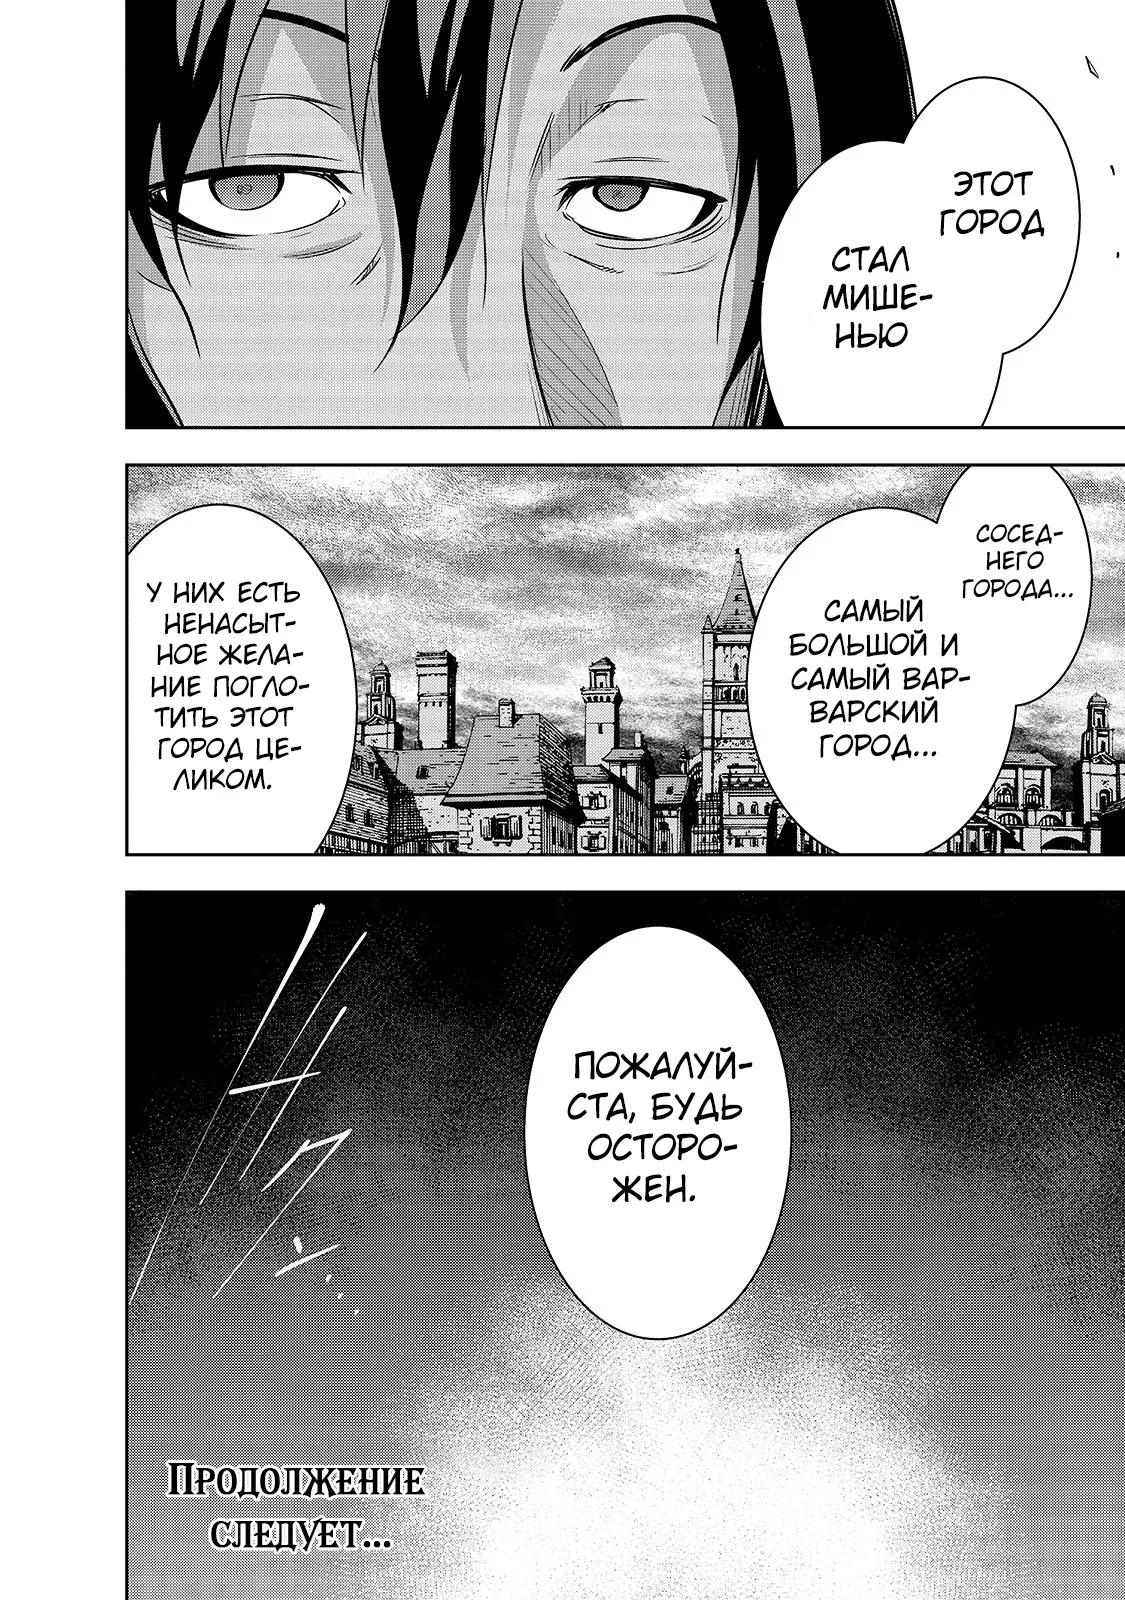 ЭТОТ
ГОРОД
СТАЛ
МИШЕ-
НЬЮ
СОСЕД-
НЕГО
ГОРОДА...
САМЫЙ
БОЛЬШОЙ И
САМЫЙ ВАР-
ВАРСКИЙ
ГОРОД...
У НИХ ЕСТЬ
НЕНАСЫТ-
НОЕ ЖЕЛА-
НИЕ ПОГЛО-
ТИТЬ ЭТОТ
ГОРОД ЦЕ-
ЛИКОМ.
ПОЖАЛУЙ-
СТА, БУДЬ
ОСТОРО-
ЖЕН.
ПРОДОЛЖЕНИЕ
СЛЕДУЕТ...